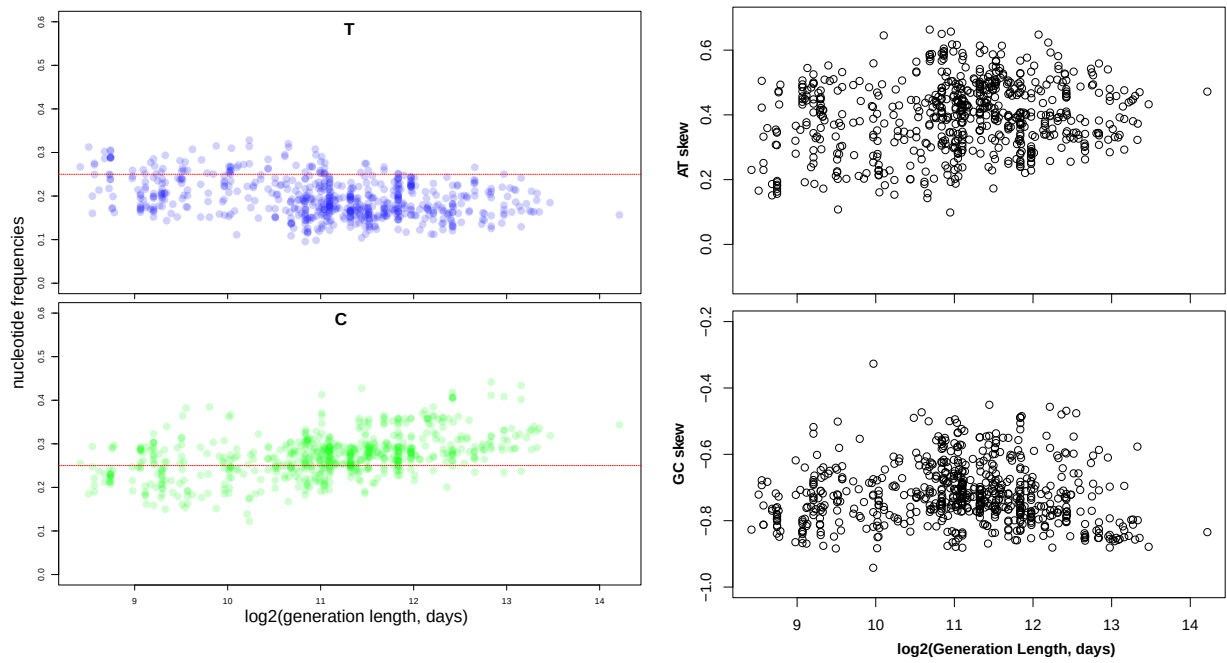 T
0.6
0.5
0.4
0.3
0.2
0.1
0.0
C
0.6
0.5
0.4
0.3
0.2
0.1
0.0
nucleotide frequencies
9 10 11 12 13 14
log2(generation length, days)
0.6
0.4
0.2
0.0
AT skew
−0.2
−0.4
−0.6
−0.8
−1.0
GC skew
9 10 11 12 13 14
log2(Generation Length, days)